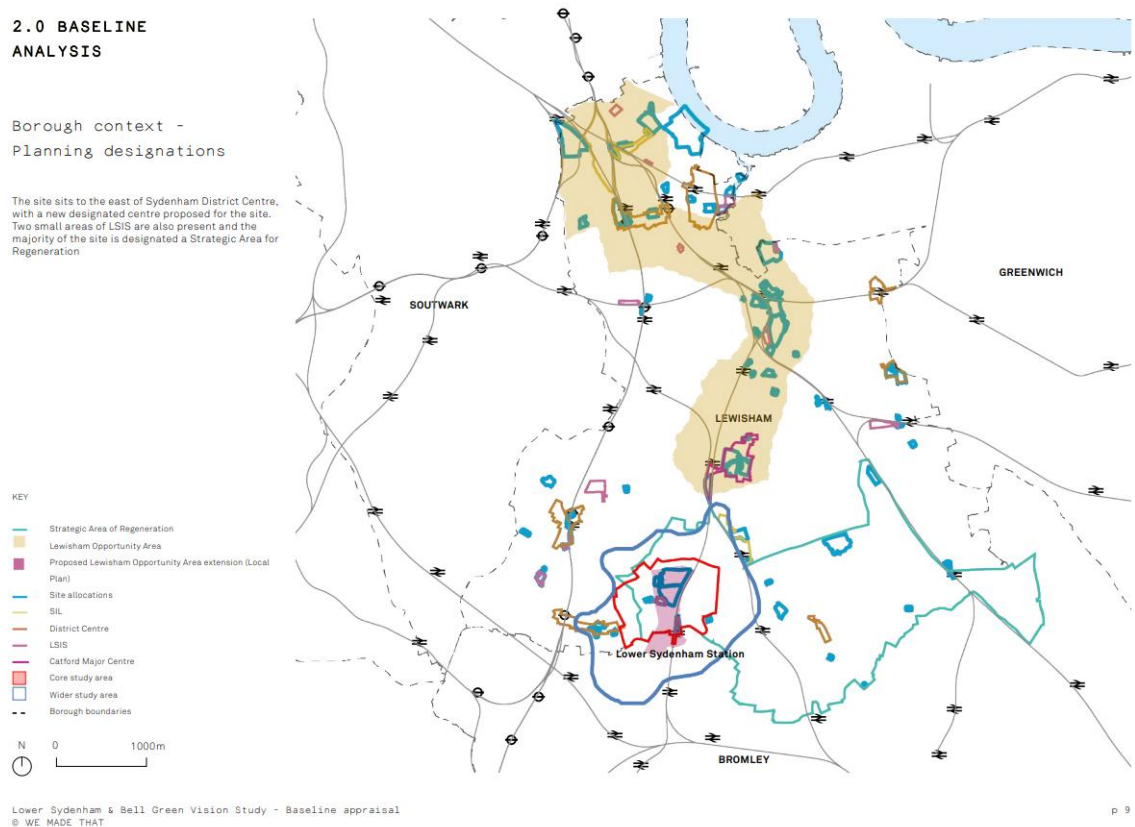 2.0 BASELINE
ANALYSIS
Borough context -
Planning designations
The site sits to the east of Sydenham District Centre,
with a new designated centre proposed for the site.
Two small areas of LSIS are also present and the
majority of the site is designated a Strategic Area for
Regeneration
KEY
Strategic Area of Regeneration
Lewisham Opportunity Area
Proposed Lewisham Opportunity Area extension (Local
Plan)
Site allocations
SIL
District Centre
LSIS
Catford Major Centre
Core study area
Wider study area
Borough boundaries
N
0 1000m
GREENWICH
SOUTWARK
LEWISHAM
Lower Sydenham Station
BROMLEY
Lower Sydenham & Bell Green Vision Study - Baseline appraisal
© WE MADE THAT
p 9